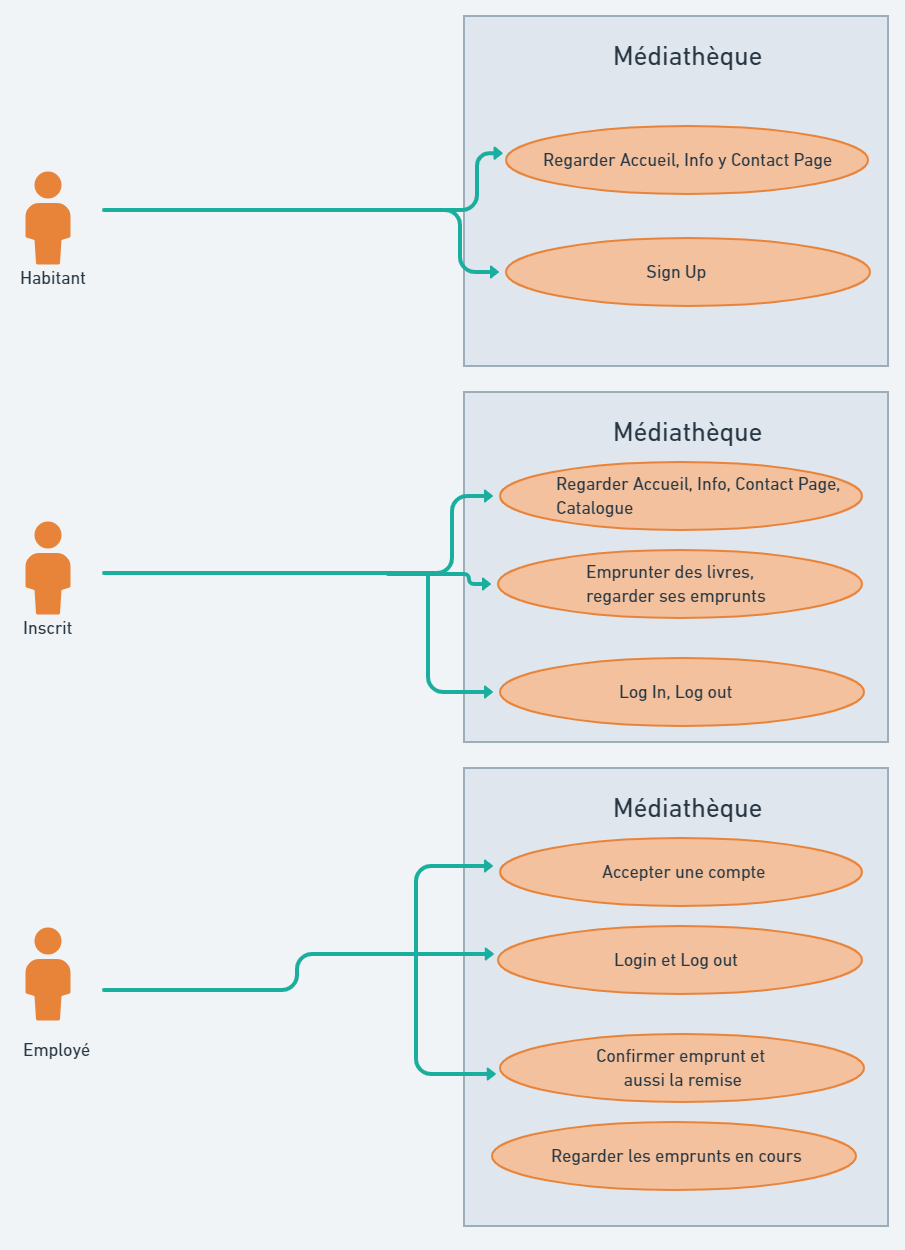 Médiathèque
Regarder Accueil, Info y Contact Page
Sign Up
Habitant
Médiathèque
Regarder Accueil, Info, Contact Page,
Catalogue
Emprunter des livres,
regarder ses emprunts
Log In, Log out
Inscrit
Médiathèque
Accepter une compte
Login et Log out
Confirmer emprunt et
aussi la remise
Regarder les emprunts en cours
Employé